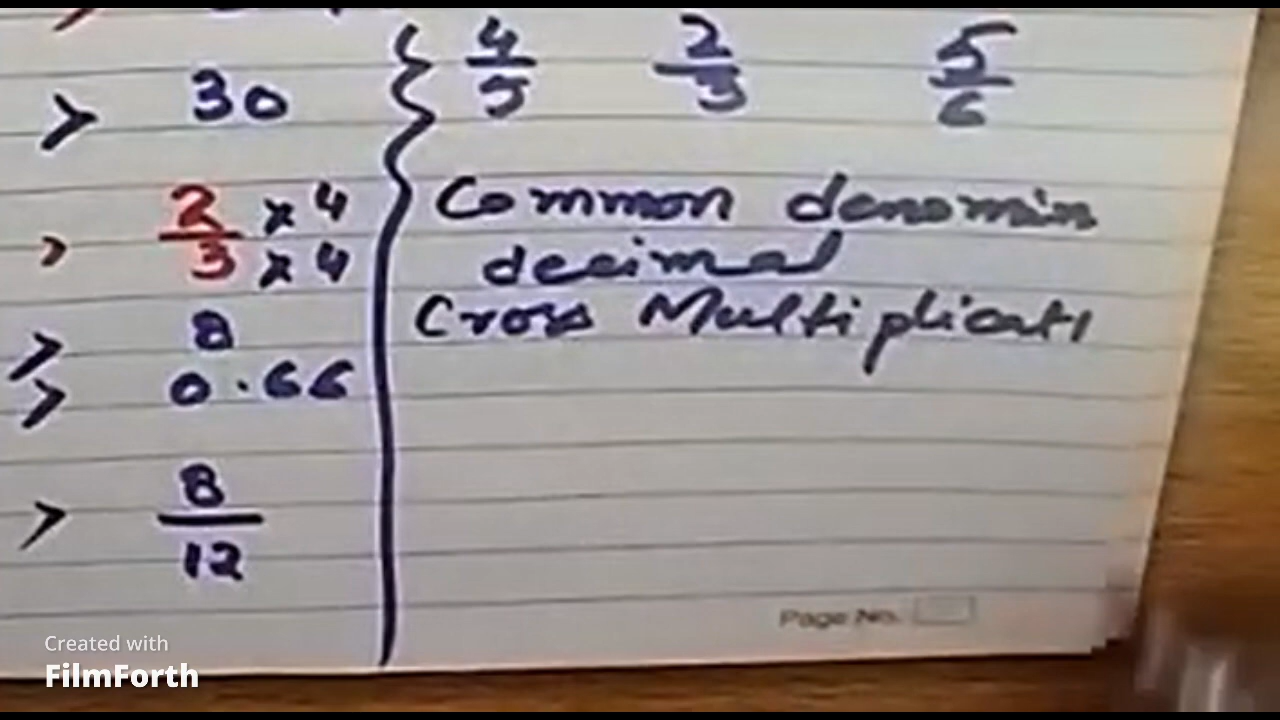 > 30
> 2/3 × 4 × 4
> 8
> 0.66
> 8/12
4/5 2/3 5/6
Common denomin
decimal
Cross Multiplicati
Page No.
Created with
FilmForth